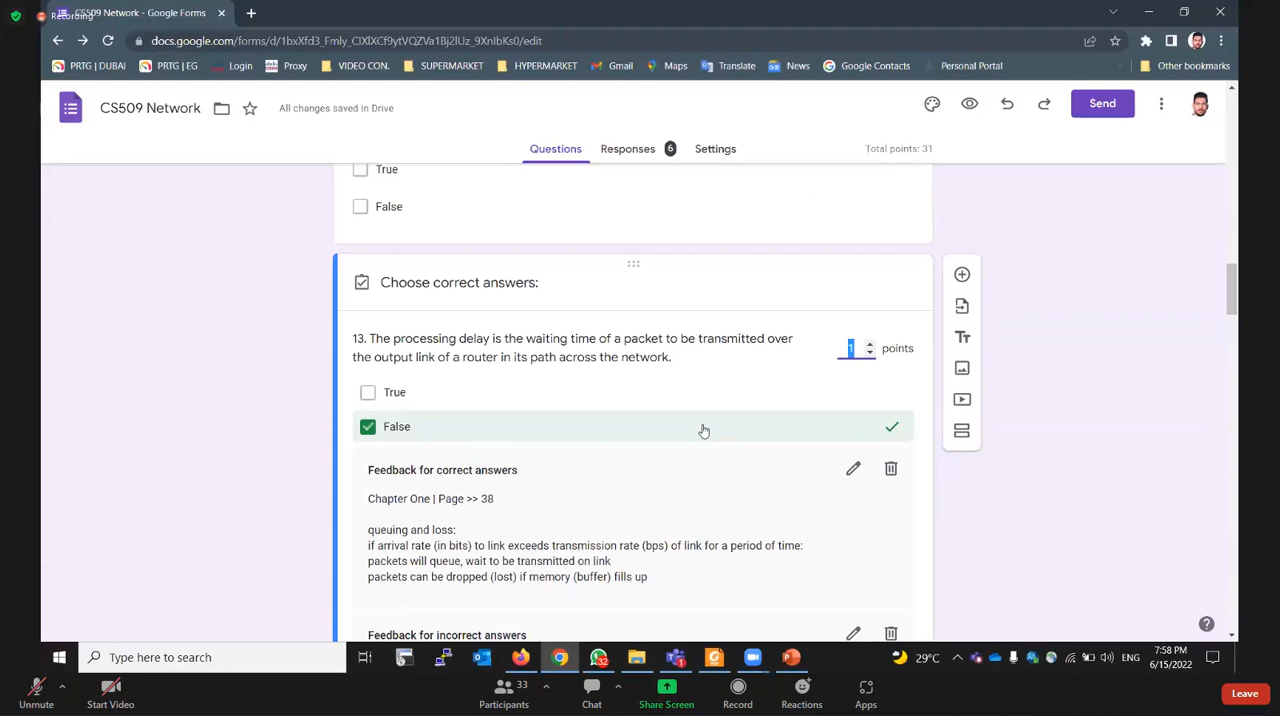 Recording
CS509 Network - Google Forms
docs.google.com/forms/d/1bxXfd3_Fmly_CIXlXCf9ytVQZVa1Bj2lUz_9XnIbKs0/edit
PRTG | DUBAI
PRTG | EG
Login
Proxy
VIDEO CON.
SUPERMARKET
HYPERMARKET
Gmail
Maps
Translate
News
Google Contacts
Personal Portal
Other bookmarks
CS509 Network
All changes saved in Drive
Send
Questions
Responses 6
Settings
Total points: 31
True
False
Choose correct answers:
13. The processing delay is the waiting time of a packet to be transmitted over
the output link of a router in its path across the network.
1 points
True
False
Feedback for correct answers
Chapter One | Page >> 38
queuing and loss:
if arrival rate (in bits) to link exceeds transmission rate (bps) of link for a period of time:
packets will queue, wait to be transmitted on link
packets can be dropped (lost) if memory (buffer) fills up
Feedback for incorrect answers
Type here to search
32
1
29°C
ENG
7:58 PM
6/15/2022
Unmute
Start Video
Participants
33
Chat
Share Screen
Record
Reactions
Apps
Leave